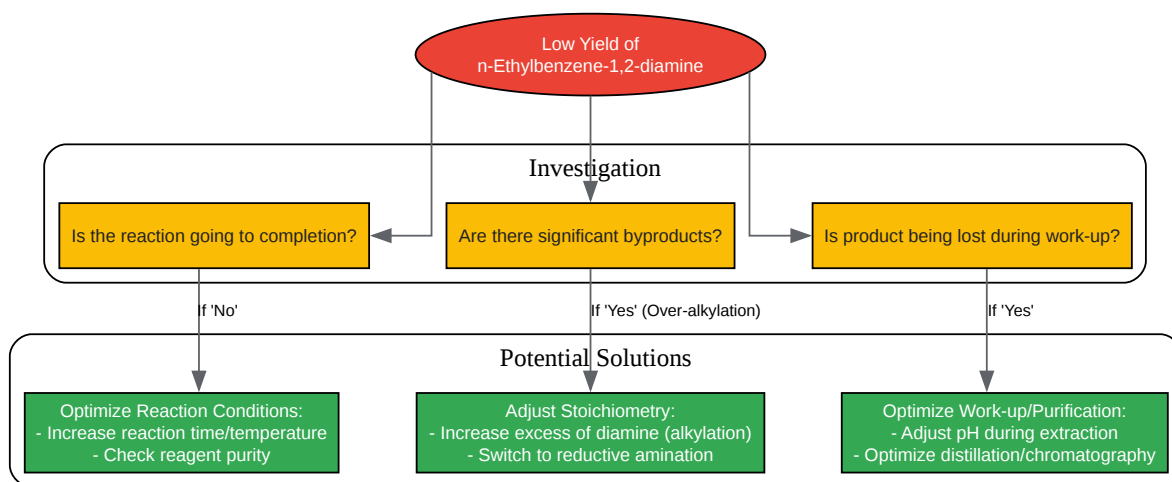 Low Yield of
n-Ethylbenzene-1,2-diamine
Investigation
Is the reaction going to completion?
Are there significant byproducts?
Is product being lost during work-up?
If 'No'
If 'Yes' (Over-alkylation)
If 'Yes'
Potential Solutions
Optimize Reaction Conditions:
- Increase reaction time/temperature
- Check reagent purity
Adjust Stoichiometry:
- Increase excess of diamine (alkylation)
- Switch to reductive amination
Optimize Work-up/Purification:
- Adjust pH during extraction
- Optimize distillation/chromatography